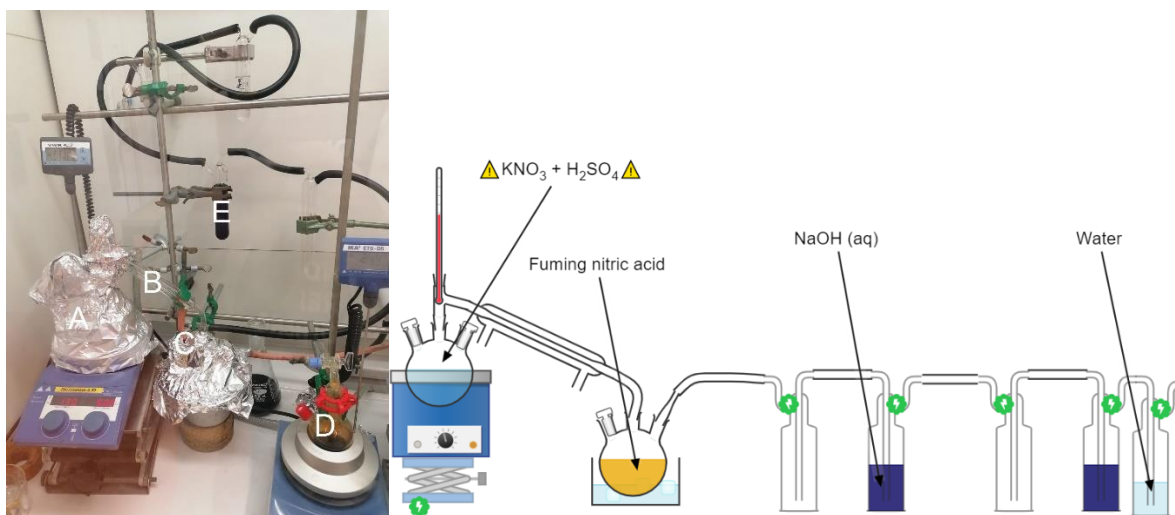 E
B
A
C
D
⚠ KNO₃ + H₂SO₄ ⚠
Fuming nitric acid
NaOH (aq)
Water